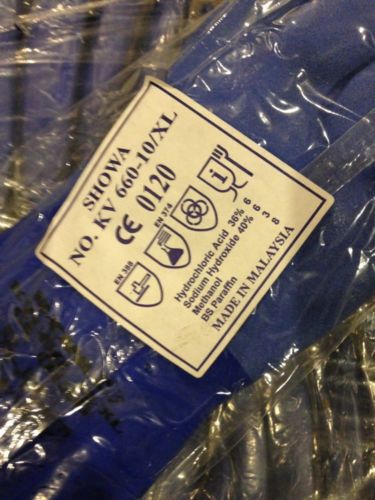 SHOWA
NO. KV 660-10/XL
CE 0120
EN 388
EN 374
i
Hydrochloric Acid 36% 6
Sodium Hydroxide 40% 6
Methanol 3
BS Paraffin 8
MADE IN MALAYSIA
XL